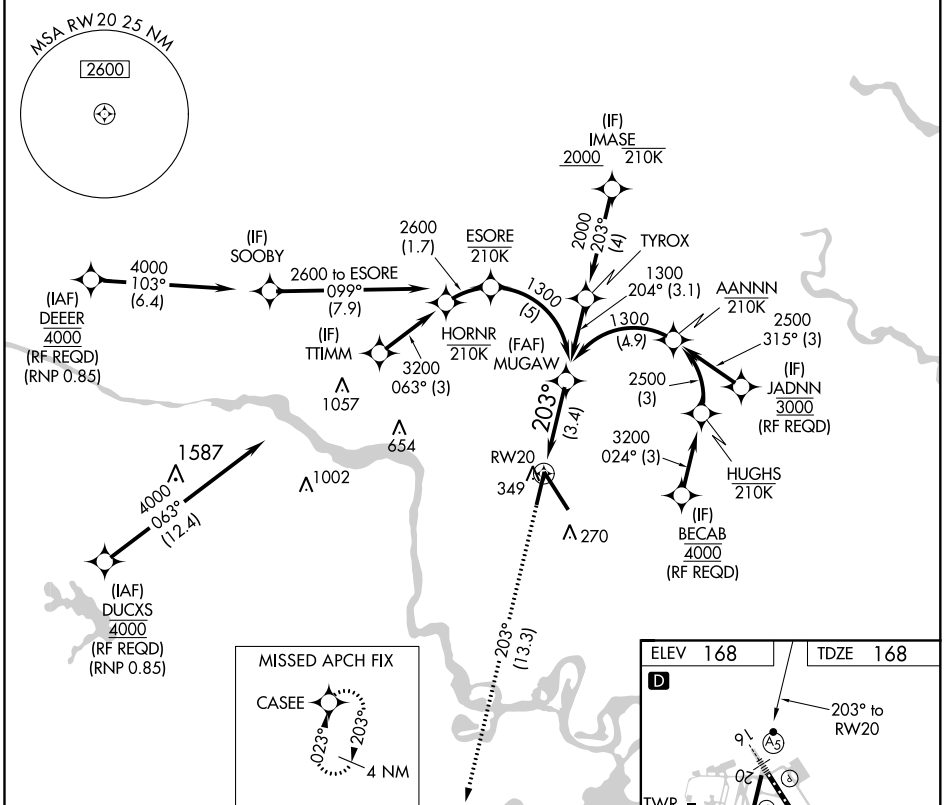 MSA RW20 25 NM
2600
(IF)
IMASE
2000 210K
2000
203°
(4)
TYROX
1300
204° (3.1)
(IF)
SOOBY
4000
103°
(6.4)
2600 to ESORE
099°
(7.9)
2600
(1.7)
ESORE
210K
1300
(5)
AANNN
210K
1300
(4.9)
2500
315° (3)
(IAF)
DEEER
4000
(RF REQD)
(RNP 0.85)
(IF)
TTIMM
HORNR
210K
3200
063° (3)
(FAF)
MUGAW
2500
(3)
(IF)
JADNN
3000
(RF REQD)
1057
654
203°
(3.4)
3200
024° (3)
HUGHS
210K
1587
1002
RW20
349
270
(IF)
BECAB
4000
(RF REQD)
4000
063°
(12.4)
(IAF)
DUCXS
4000
(RF REQD)
(RNP 0.85)
203°
(13.3)
MISSED APCH FIX
CASEE
023°
203°
4 NM
ELEV 168
TDZE 168
D
203° to
RW20
A5
16
20
TWR